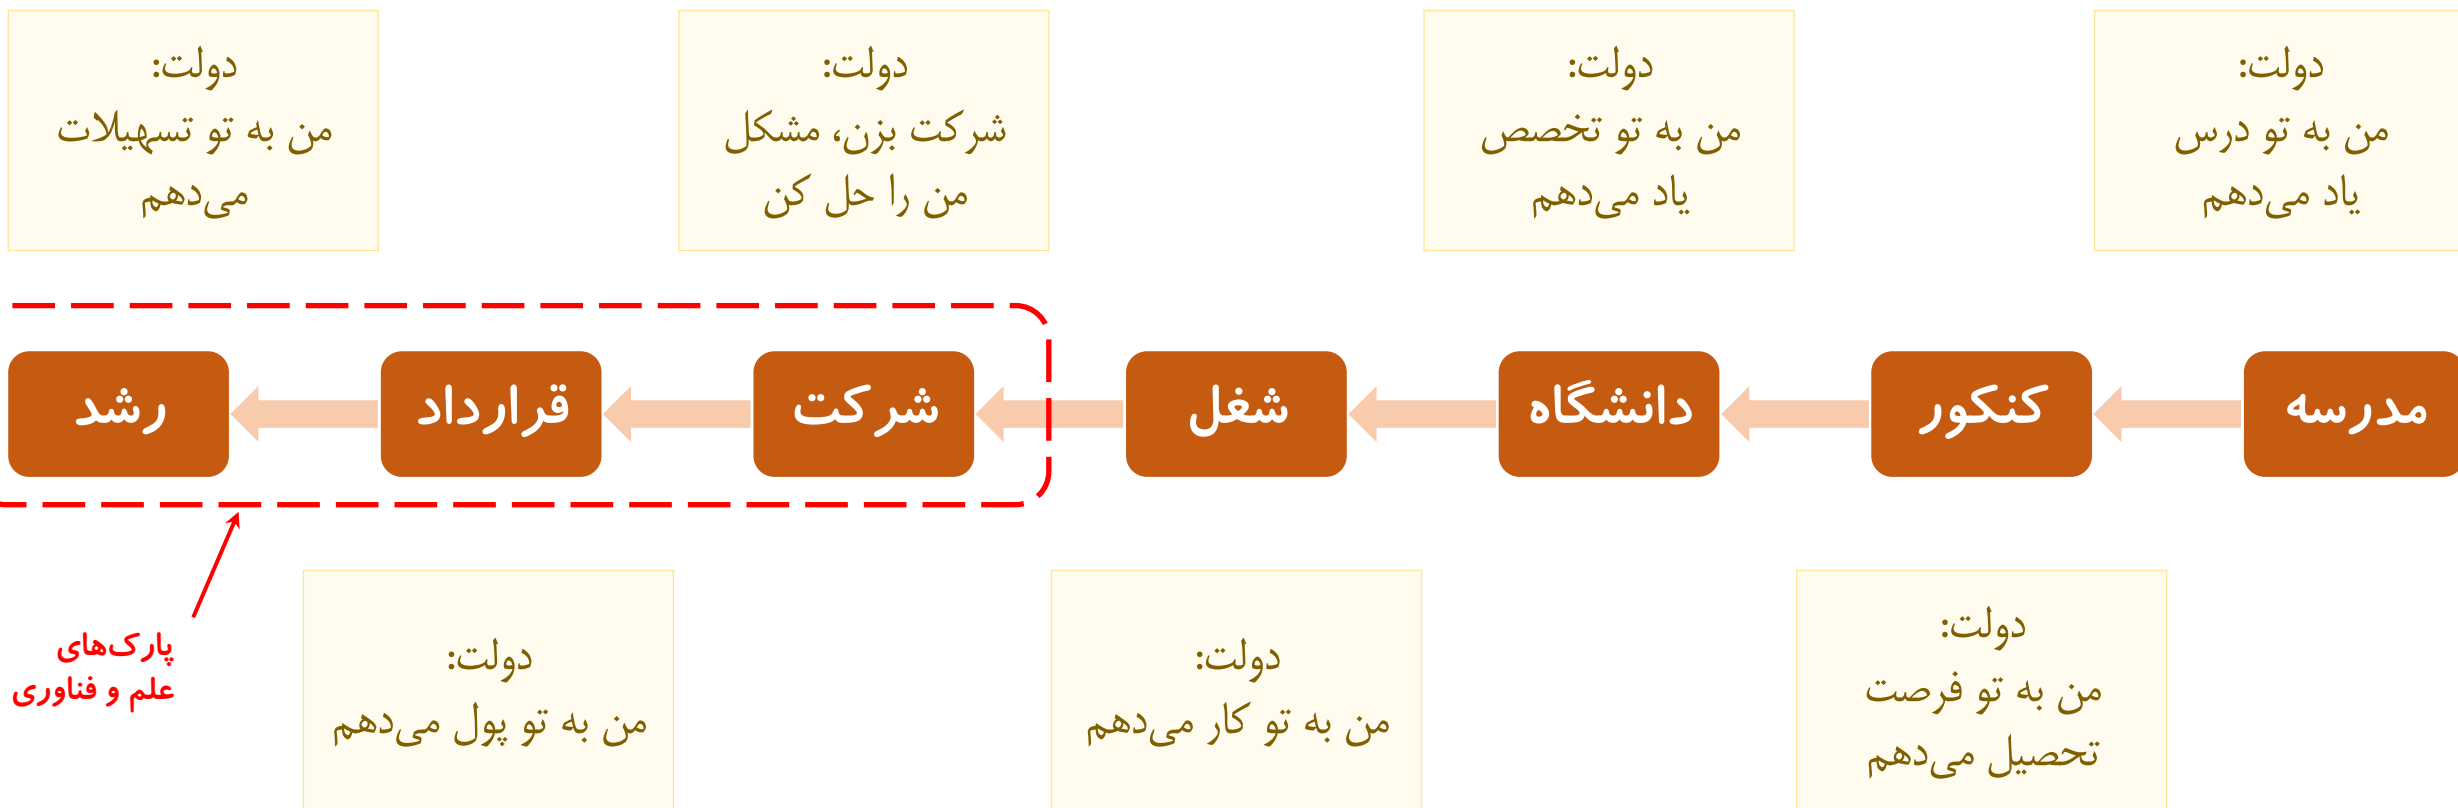 دولت:
من به تو درس
یاد می‌دهم
دولت:
من به تو تخصص
یاد می‌دهم
دولت:
شرکت بزن، مشکل
من را حل کن
دولت:
من به تو تسهیلات
می‌دهم
مدرسه
کنکور
دانشگاه
شغل
شرکت
قرارداد
رشد
دولت:
من به تو فرصت
تحصیل می‌دهم
دولت:
من به تو کار می‌دهم
دولت:
من به تو پول می‌دهم
پارک‌های
علم و فناوری